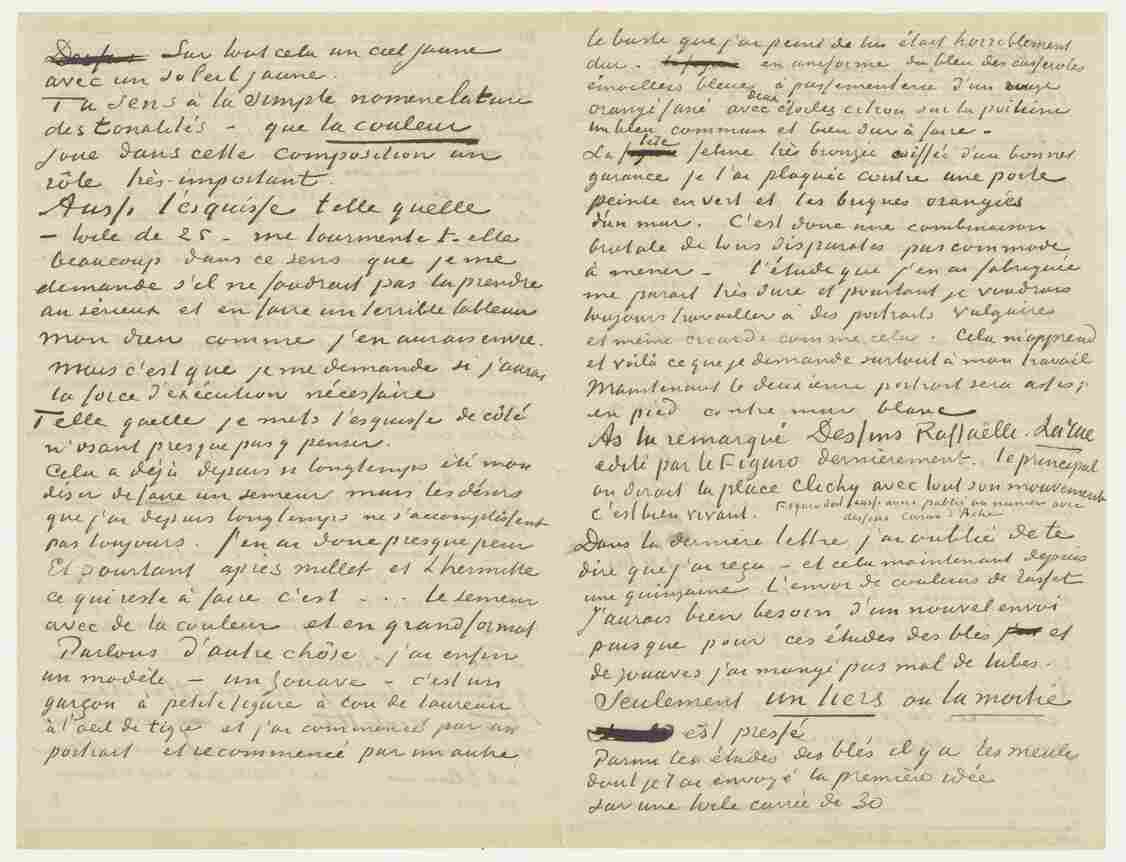 Dessus Sur tout cela un ciel jaune
avec un soleil jaune.
Tu sens à la simple nomenclature
des tonalités – que la couleur
joue dans cette composition un
rôle très-important.
Aussi l'esquisse telle quelle
– toile de 25 – me tourmente t-elle
beaucoup dans ce sens que je me
demande s'il ne faudrait pas la prendre
au sérieux et en faire un terrible tableau
mon dieu comme j'en aurais envie.
Mais c'est que je me demande si j'aurai
la force d'exécution nécessaire
Telle quelle je mets l'esquisse de côté
n'osant presque pas y penser.
Cela a déjà depuis si longtemps été mon
désir de faire un semeur mais les désirs
que j'ai depuis longtemps ne s'accomplissent
pas toujours. J'en ai donc presque peur
Et pourtant après millet et Lhermitte
ce qui reste à faire c'est . . . le semeur
avec de la couleur et en grand format
Parlons d'autre chôse – j'ai enfin
un modèle – un Zouave – c'est un
garçon à petite figure à cou de taureau
à l'oeil de tigre et j'ai commencé par un
portrait et recommencé par un autre
le buste que j'ai peint de lui était horriblement
dur. en uniforme du bleu des casseroles
émaillées bleues à passementerie d'un rouge
orangé fané avec deux étoiles citron sur la poitrine
un bleu commun et bien dur à faire –
La tête feline très bronzée coiffée d'un bonnet
garance je l'ai plaquée contre une porte
peinte en vert et les briques orangées
d'un mur. C'est donc une combinaison
brutale de tons disparates pas commode
à mener – l'étude que j'en ai fabriquée
me parait très dure et pourtant je voudrais
toujours travailler à des portraits vulgaires
et même criards comme cela. Cela m'apprend
et voilà ce que je demande surtout à mon travail
Maintenant le deuxième portrait sera assis
en pied contre mur blanc
As tu remarqué Dessins Raffaëlli. La rue
édité par le Figaro dernièrement. le principal
on dirait la place Clichy avec tout son mouvement
c'est bien vivant. Figaro doit aussi avoir publié un numéro avec
dessins Caran d'Ache
Dans la dernière lettre j'ai oublié de te
dire que j'ai reçu – et cela maintenant depuis
une quinzaine l'envoi de couleurs de Tasset
J'aurais bien besoin d'un nouvel envoi
puisque pour ces études des blés et
de zouaves j'ai mangé pas mal de tubes.
Seulement un tiers ou la moitié
est pressé
Parmi les études des blés il y a les meules
dont je t'ai envoyé la première idée
sur une toile carrée de 30